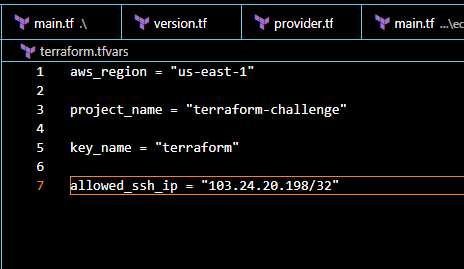 main.tf .\
version.tf
provider.tf
main.tf ...\ec
terraform.tfvars
1 aws_region = "us-east-1"
2
3 project_name = "terraform-challenge"
4
5 key_name = "terraform"
6
7 allowed_ssh_ip = "103.24.20.198/32"